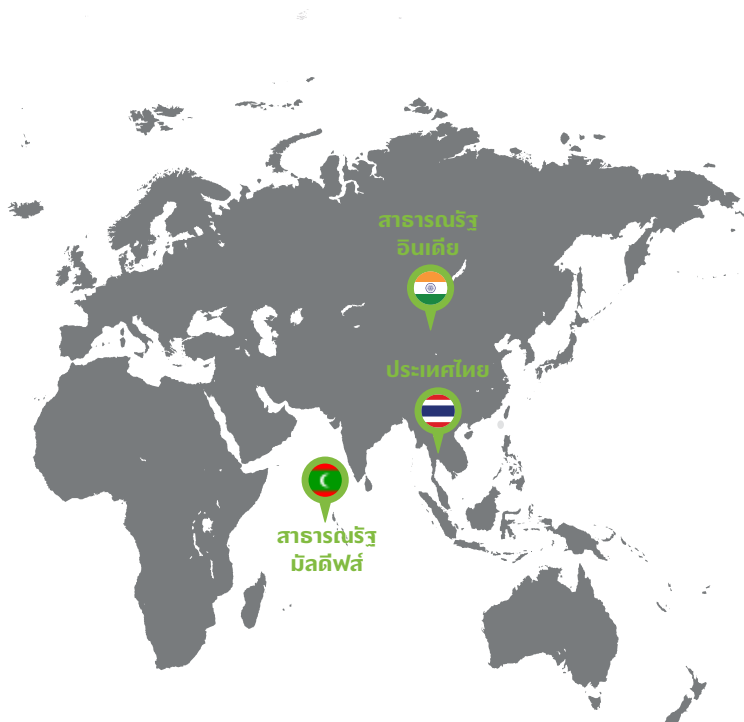 สาธารณรัฐ
อินเดีย
ประเทศไทย
สาธารณรัฐ
มัลดีฟส์